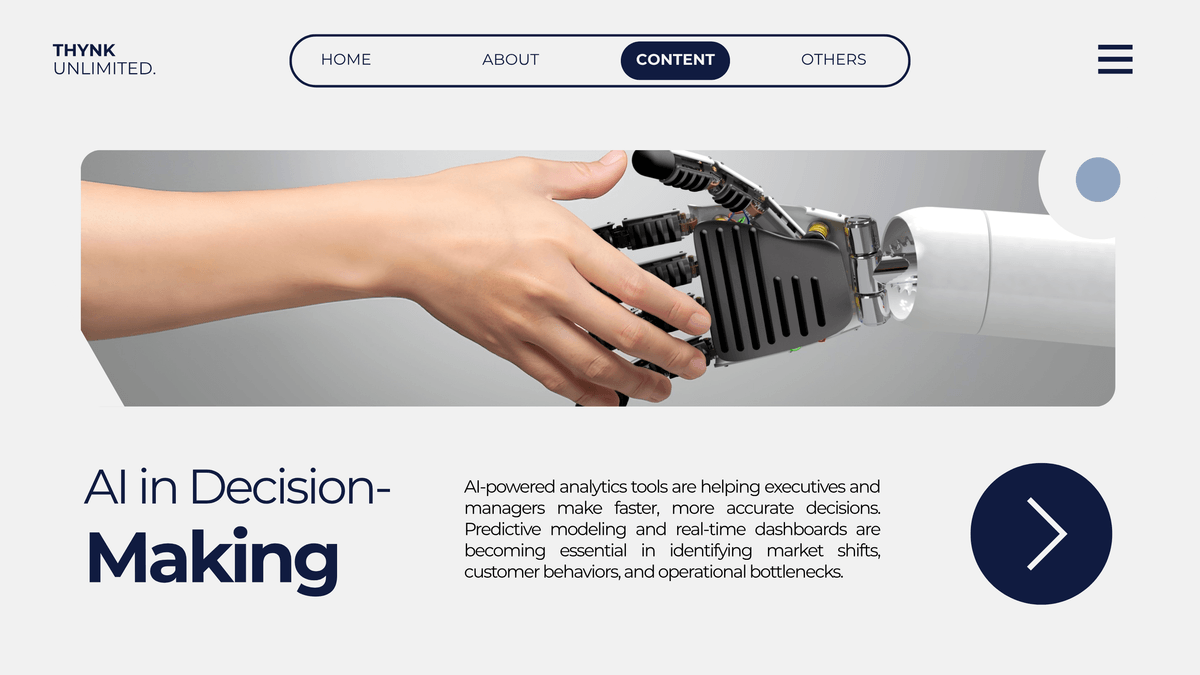 THYNK
UNLIMITED.
HOME
ABOUT
CONTENT
OTHERS
AI in Decision-
Making
AI-powered analytics tools are helping executives and
managers make faster, more accurate decisions.
Predictive modeling and real-time dashboards are
becoming essential in identifying market shifts,
customer behaviors, and operational bottlenecks.